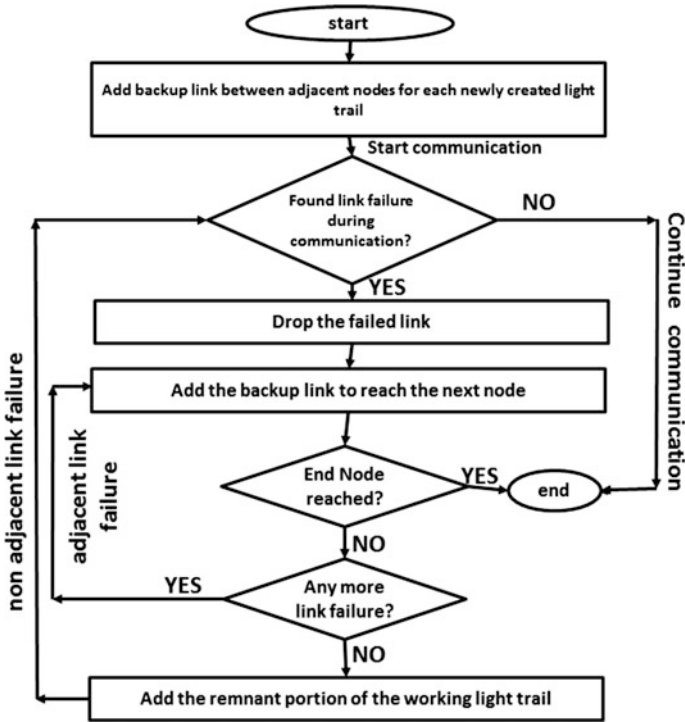 start
Add backup link between adjacent nodes for each newly created light
trail
Start communication
Found link failure
during
communication?
NO
YES
Continue communication
Drop the failed link
Add the backup link to reach the next node
non adjacent link failure
adjacent link
failure
End Node
reached?
YES
end
NO
YES
Any more
link failure?
NO
Add the remnant portion of the working light trail